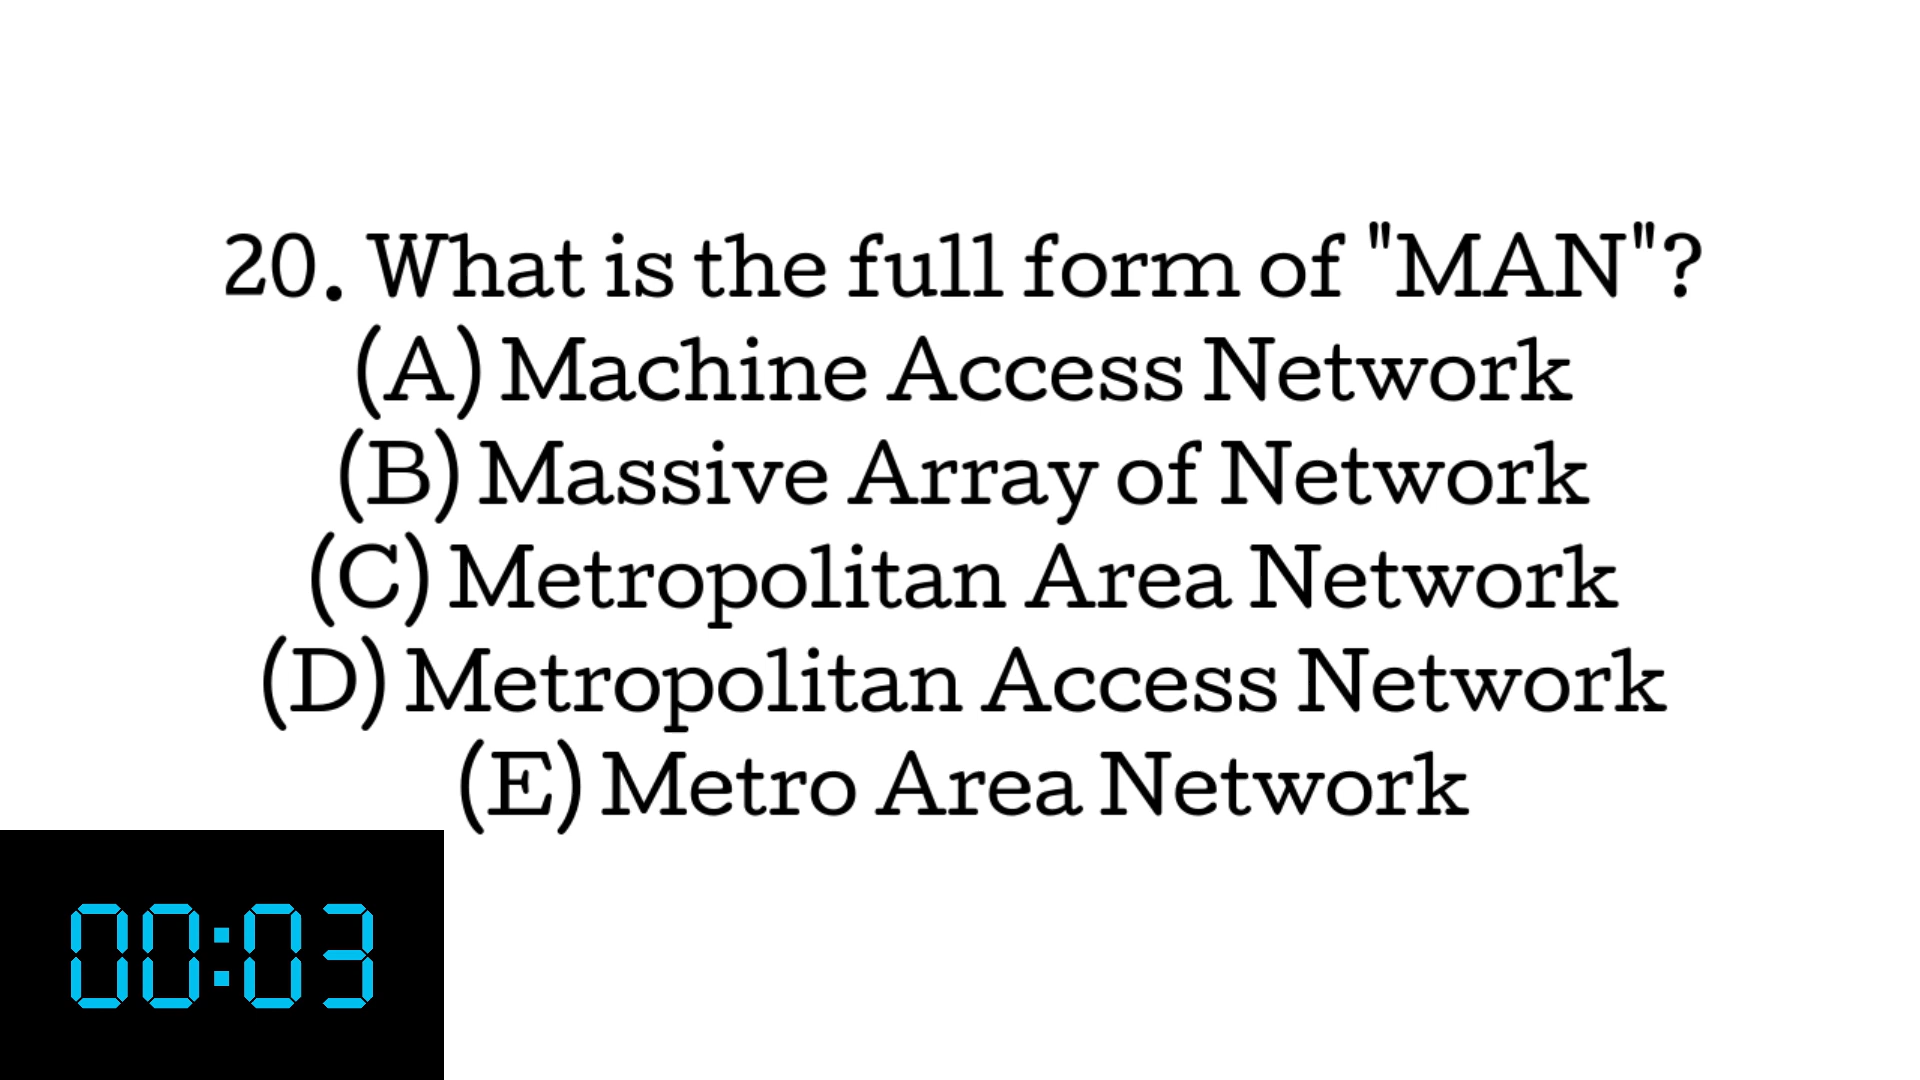 20. What is the full form of "MAN"?
(A) Machine Access Network
(B) Massive Array of Network
(C) Metropolitan Area Network
(D) Metropolitan Access Network
(E) Metro Area Network
00:03